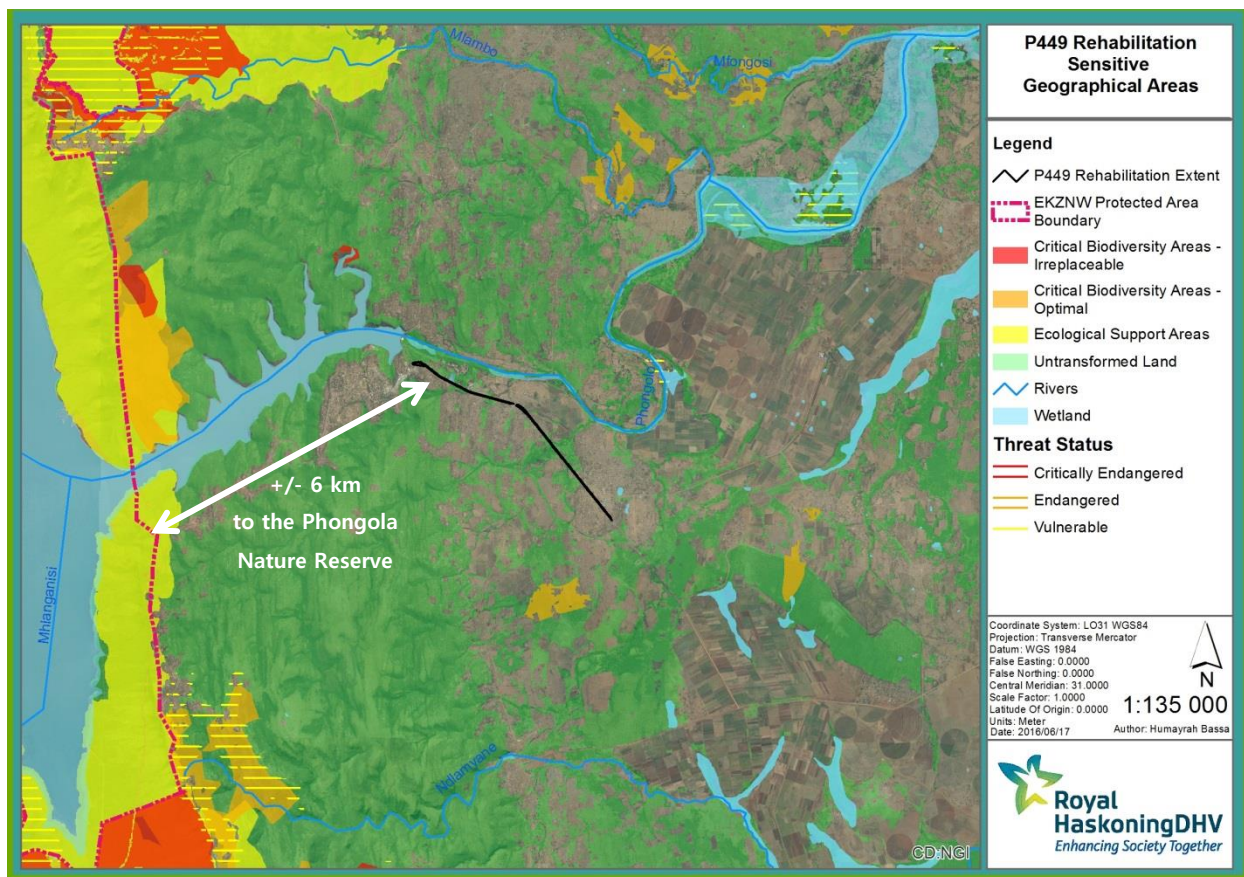 P449 Rehabilitation
Sensitive
Geographical Areas
Legend
P449 Rehabilitation Extent
EKZNW Protected Area
Boundary
Critical Biodiversity Areas -
Irreplaceable
Critical Biodiversity Areas -
Optimal
Ecological Support Areas
Untransformed Land
Rivers
Wetland
Threat Status
Critically Endangered
Endangered
Vulnerable
Coordinate System: LO31 WGS84
Projection: Transverse Mercator
Datum: WGS 1984
False Easting: 0.0000
False Northing: 0.0000
Central Meridian: 31.0000
Scale Factor: 1.0000
Latitude Of Origin: 0.0000
Units: Meter
Date: 2016/06/17
N
1:135 000
Author: Humayrah Bassa
Royal
HaskoningDHV
Enhancing Society Together
Mlambo
Mfongosi
Phongolo
+/- 6 km
to the Phongola
Nature Reserve
Mhlanganisi
Ndlamyane
CD:NGI